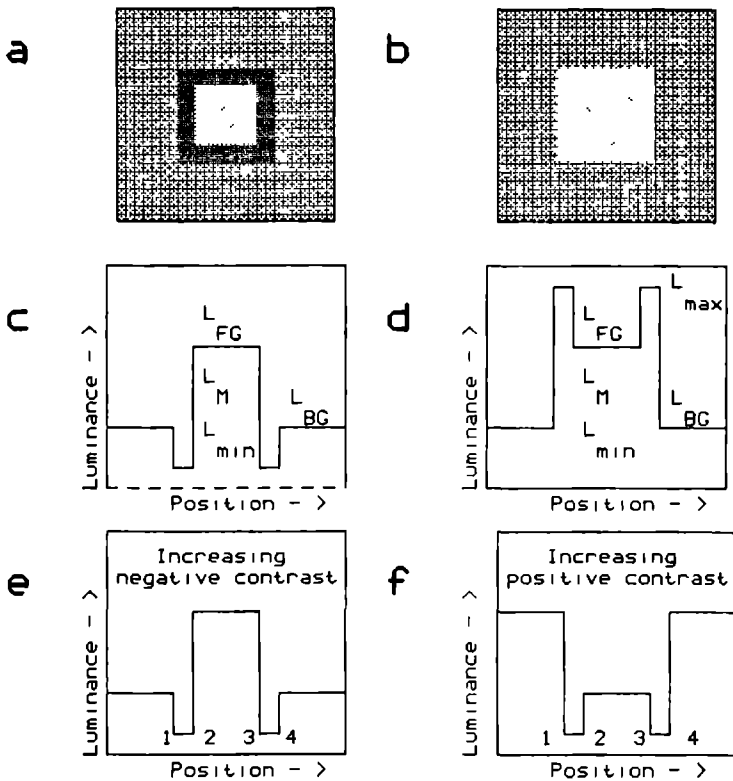 a
b
c
Luminance - >
L
FG
L
M
L
min
L
BG
Position - >
d
Luminance - >
L
max
L
FG
L
M
L
BG
L
min
Position - >
e
Luminance - >
Increasing
negative contrast
1 2 3 4
Position - >
f
Luminance - >
Increasing
positive contrast
1 2 3 4
Position - >